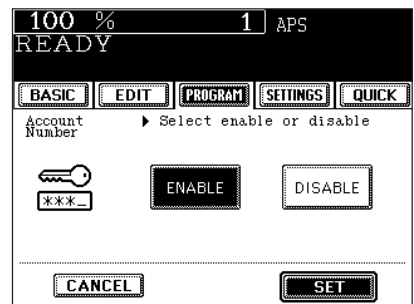 100 % 1 APS
READY
BASIC EDIT PROGRAM SETTINGS QUICK
Account Number ▶ Select enable or disable
***_ ENABLE DISABLE
CANCEL SET